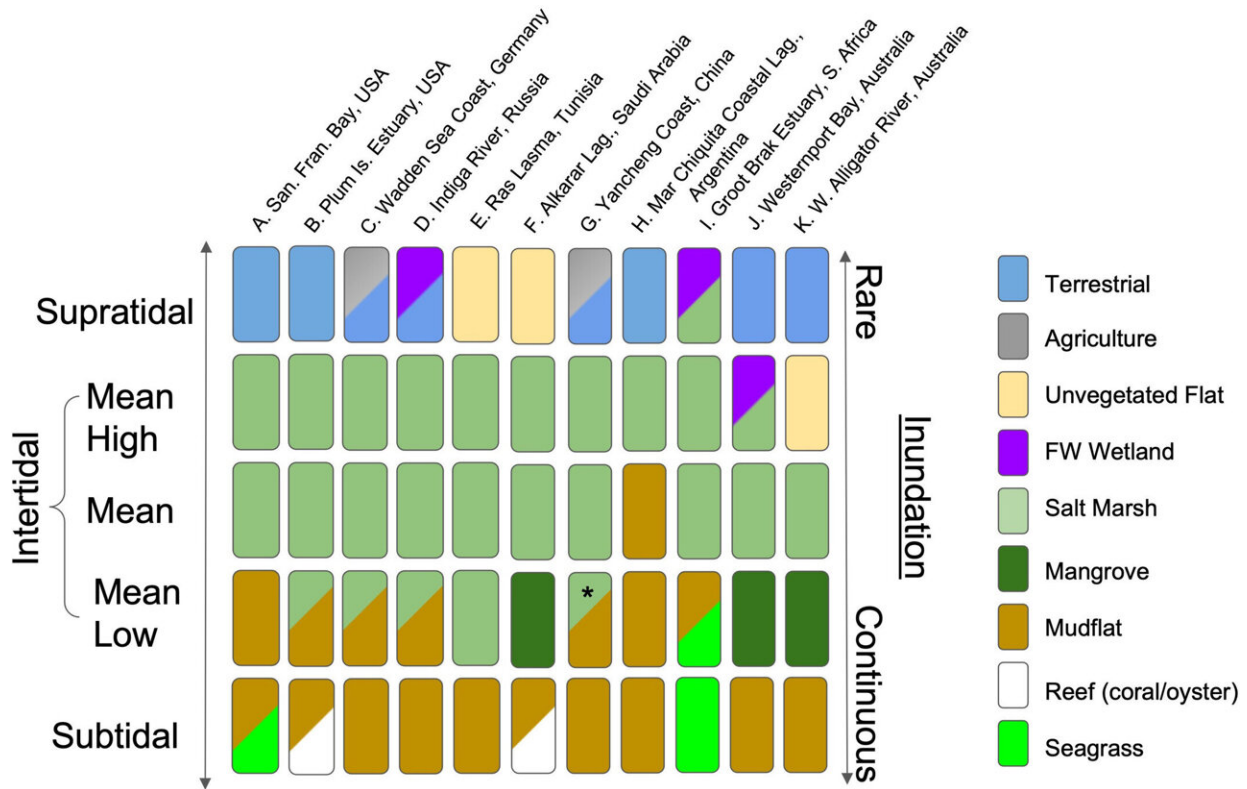 A. San. Fran. Bay, USA
B. Plum Is. Estuary, USA
C. Wadden Sea Coast, Germany
D. Indiga River, Russia
E. Ras Lasma, Tunisia
F. Alkarar Lag., Saudi Arabia
G. Yancheng Coast, China
H. Mar Chiquita Coastal Lag.,
Argentina
I. Groot Brak Estuary, S. Africa
J. Westernport Bay, Australia
K. W. Alligator River, Australia
Supratidal
Intertidal
Mean
High
Mean
Mean
Low
*
Subtidal
Rare
Inundation
Continuous
Terrestrial
Agriculture
Unvegetated Flat
FW Wetland
Salt Marsh
Mangrove
Mudflat
Reef (coral/oyster)
Seagrass